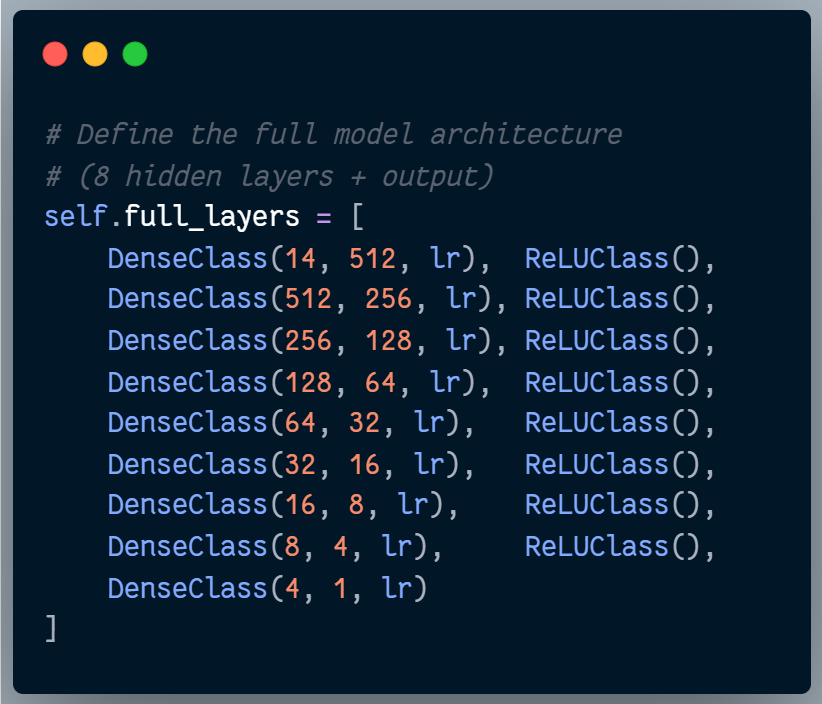 # Define the full model architecture
# (8 hidden layers + output)
self.full_layers = [
    DenseClass(14, 512, lr),  ReLUClass(),
    DenseClass(512, 256, lr), ReLUClass(),
    DenseClass(256, 128, lr), ReLUClass(),
    DenseClass(128, 64, lr),  ReLUClass(),
    DenseClass(64, 32, lr),   ReLUClass(),
    DenseClass(32, 16, lr),   ReLUClass(),
    DenseClass(16, 8, lr),    ReLUClass(),
    DenseClass(8, 4, lr),     ReLUClass(),
    DenseClass(4, 1, lr)
]